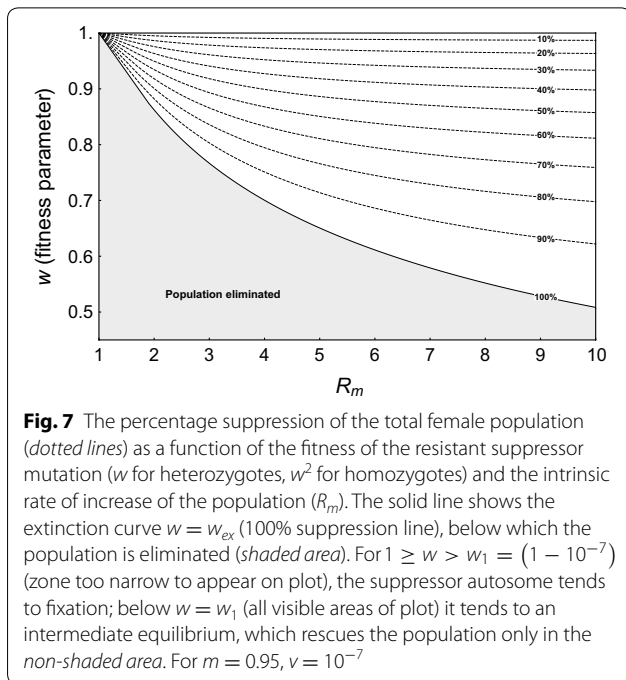 1.
0.9
0.8
0.7
0.6
0.5
w (fitness parameter)
10%
20%
30%
40%
50%
60%
70%
80%
90%
100%
Population eliminated
1 2 3 4 5 6 7 8 9 10
Rm
Fig. 7 The percentage suppression of the total female population
(dotted lines) as a function of the fitness of the resistant suppressor
mutation (w for heterozygotes, w² for homozygotes) and the intrinsic
rate of increase of the population (Rm). The solid line shows the
extinction curve w = wex (100% suppression line), below which the
population is eliminated (shaded area). For 1 ≥ w > w1 = (1 − 10⁻⁷)
(zone too narrow to appear on plot), the suppressor autosome tends
to fixation; below w = w1 (all visible areas of plot) it tends to an
intermediate equilibrium, which rescues the population only in the
non-shaded area. For m = 0.95, v = 10⁻⁷